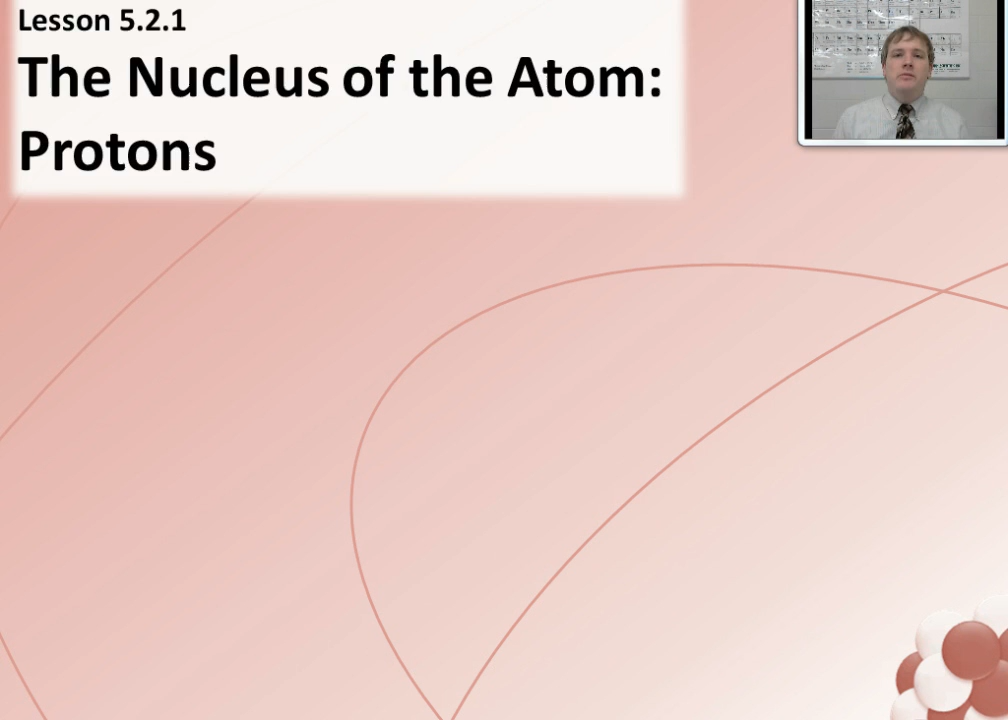 Lesson 5.2.1
The Nucleus of the Atom:
Protons